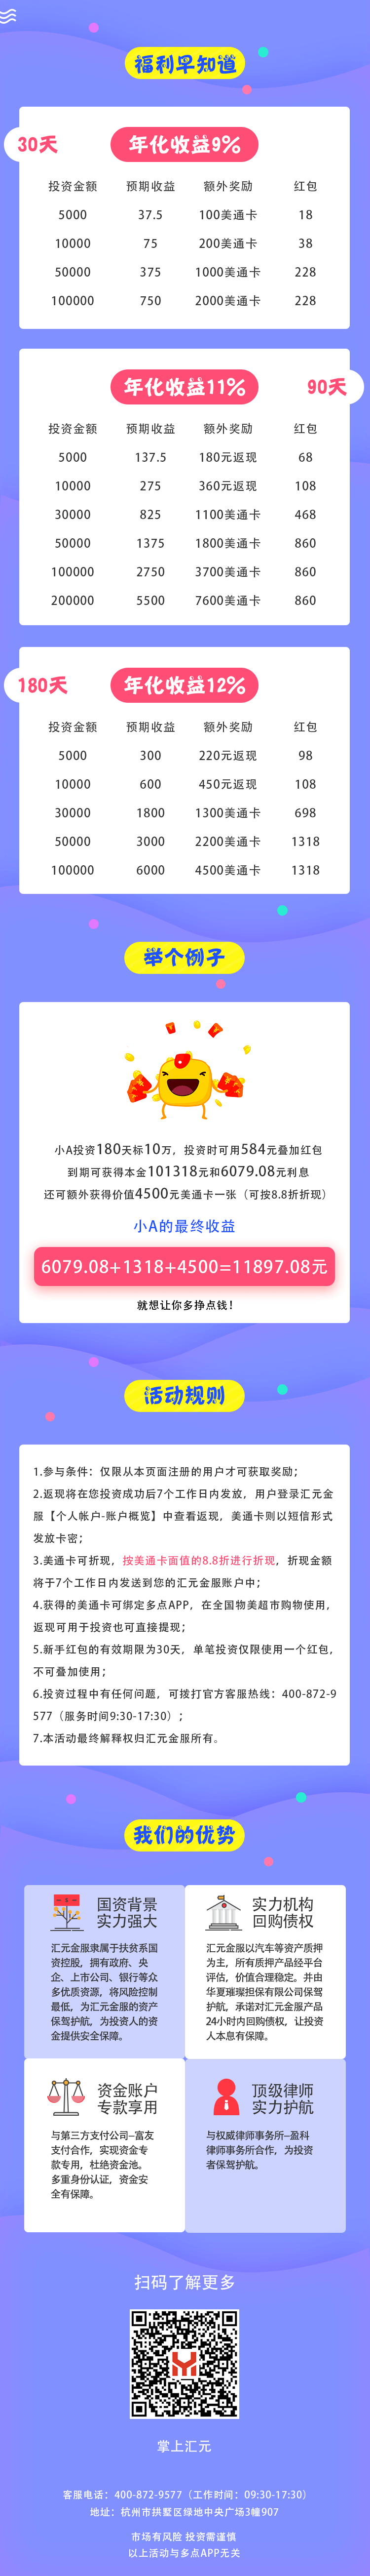 福利早知道
30天
年化收益9%
投资金额 预期收益 额外奖励 红包
5000 37.5 100美通卡 18
10000 75 200美通卡 38
50000 375 1000美通卡 228
100000 750 2000美通卡 228
年化收益11%
90天
投资金额 预期收益 额外奖励 红包
5000 137.5 180元返现 68
10000 275 360元返现 108
30000 825 1100美通卡 468
50000 1375 1800美通卡 860
100000 2750 3700美通卡 860
200000 5500 7600美通卡 860
180天
年化收益12%
投资金额 预期收益 额外奖励 红包
5000 300 220元返现 98
10000 600 450元返现 108
30000 1800 1300美通卡 698
50000 3000 2200美通卡 1318
100000 6000 4500美通卡 1318
举个例子
小A投资180天标10万，投资时可用584元叠加红包
到期可获得本金101318元和6079.08元利息
还可额外获得价值4500元美通卡一张（可按8.8折折现）
小A的最终收益
6079.08+1318+4500=11897.08元
就想让你多挣点钱！
活动规则
1.参与条件：仅限从本页面注册的用户才可获取奖励；
2.返现将在您投资成功后7个工作日内发放，用户登录汇元金
服【个人帐户-账户概览】中查看返现，美通卡则以短信形式
发放卡密；
3.美通卡可折现，按美通卡面值的8.8折进行折现，折现金额
将于7个工作日内发送到您的汇元金服账户中；
4.获得的美通卡可绑定多点APP，在全国物美超市购物使用，
返现可用于投资也可直接提现；
5.新手红包的有效期限为30天，单笔投资仅限使用一个红包，
不可叠加使用；
6.投资过程中有任何问题，可拨打官方客服热线：400-872-9
577（服务时间9:30-17:30）；
7.本活动最终解释权归汇元金服所有。
我们的优势
国资背景
实力强大
汇元金服隶属于扶贫系国
资控股，拥有政府、央
企、上市公司、银行等众
多优质资源，将风险控制
最低，为汇元金服的资产
保驾护航，为投资人的资
金提供安全保障。
实力机构
回购债权
汇元金服以汽车等资产质押
为主，所有质押产品经平台
评估，价值合理稳定。并由
华夏璀璨担保有限公司保驾
护航，承诺对汇元金服产品
24小时内回购债权，让投资
人本息有保障。
资金账户
专款享用
与第三方支付公司—富友
支付合作，实现资金专
款专用，杜绝资金池。
多重身份认证，资金安
全有保障。
顶级律师
实力护航
与权威律师事务所—盈科
律师事务所合作，为投资
者保驾护航。
扫码了解更多
掌上汇元
客服电话：400-872-9577（工作时间：09:30-17:30）
地址：杭州市拱墅区绿地中央广场3幢907
市场有风险 投资需谨慎
以上活动与多点APP无关